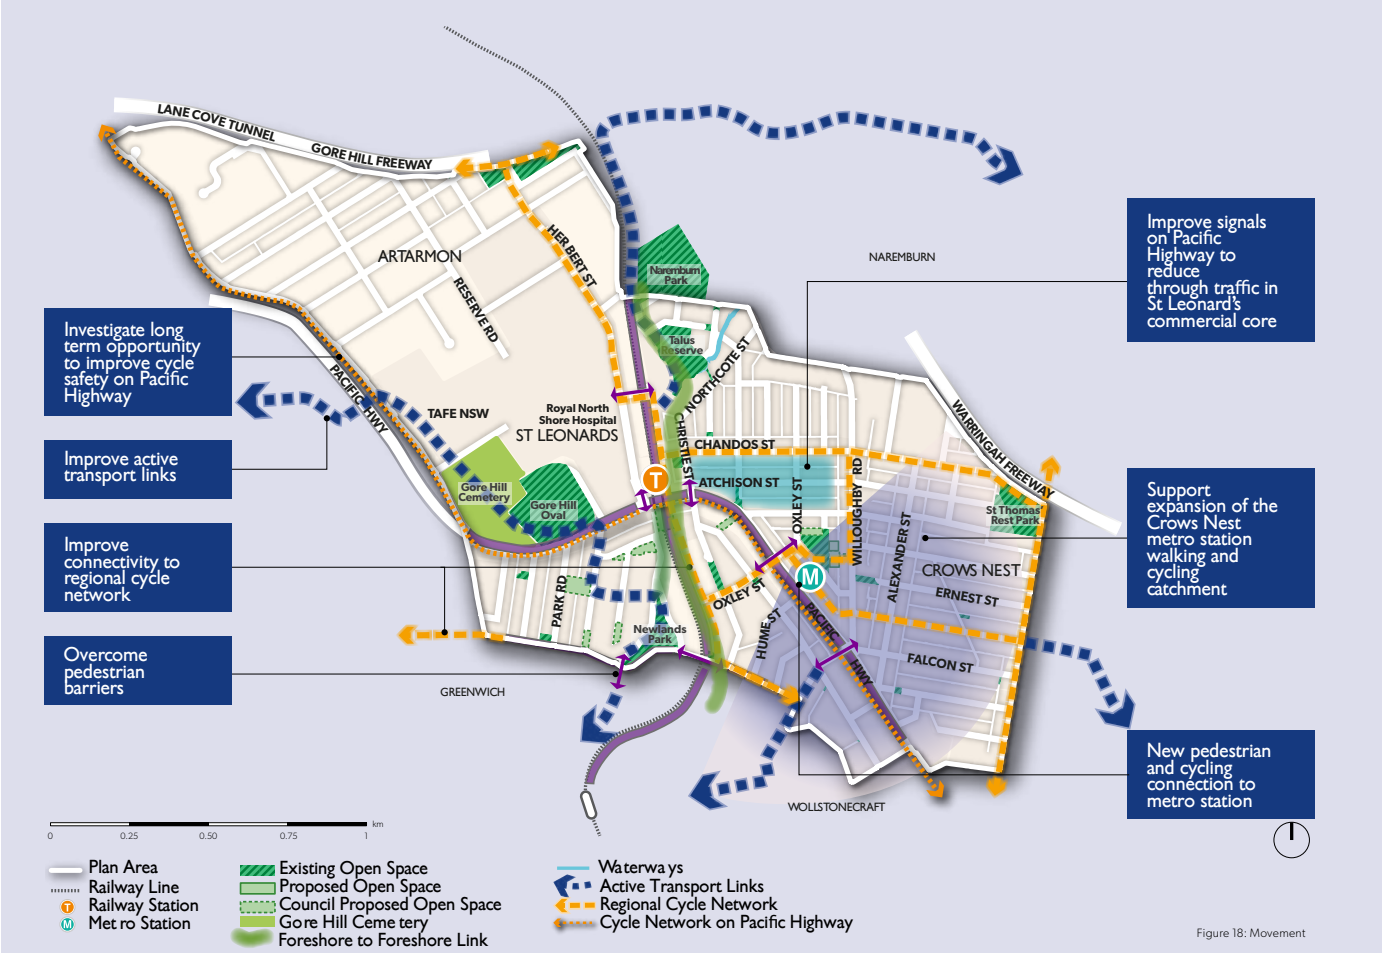 LANE COVE TUNNEL
GORE HILL FREEWAY
ARTARMON
HERBERT ST
RESERVE RD
Naremburn
Park
NAREMBURN
Talus
Reserve
NORTHCOTE ST
Improve signals
on Pacific
Highway to
reduce
through traffic in
St Leonard's
commercial core
Investigate long
term opportunity
to improve cycle
safety on Pacific
Highway
PACIFIC HWY
TAFE NSW
Royal North
Shore Hospital
ST LEONARDS
CHRISTIE ST
CHANDOS ST
WARRINGAH FREEWAY
Improve active
transport links
Gore Hill
Cemetery
Gore Hill
Oval
T
ATCHISON ST
OXLEY ST
WILLOUGHBY RD
ALEXANDER ST
St Thomas'
Rest Park
Support
expansion of the
Crows Nest
metro station
walking and
cycling
catchment
Improve
connectivity to
regional cycle
network
PARK RD
M
CROWS NEST
OXLEY ST
ERNEST ST
HUME ST
PACIFIC HWY
FALCON ST
Newlands
Park
Overcome
pedestrian
barriers
GREENWICH
WOLLSTONECRAFT
New pedestrian
and cycling
connection to
metro station
km
0 0.25 0.50 0.75 1
Plan Area
Railway Line
T Railway Station
M Met ro Station
Existing Open Space
Proposed Open Space
Council Proposed Open Space
Gore Hill Ceme tery
Foreshore to Foreshore Link
Waterwa ys
Active Transport Links
Regional Cycle Network
Cycle Network on Pacific Highway
Figure 18: Movement